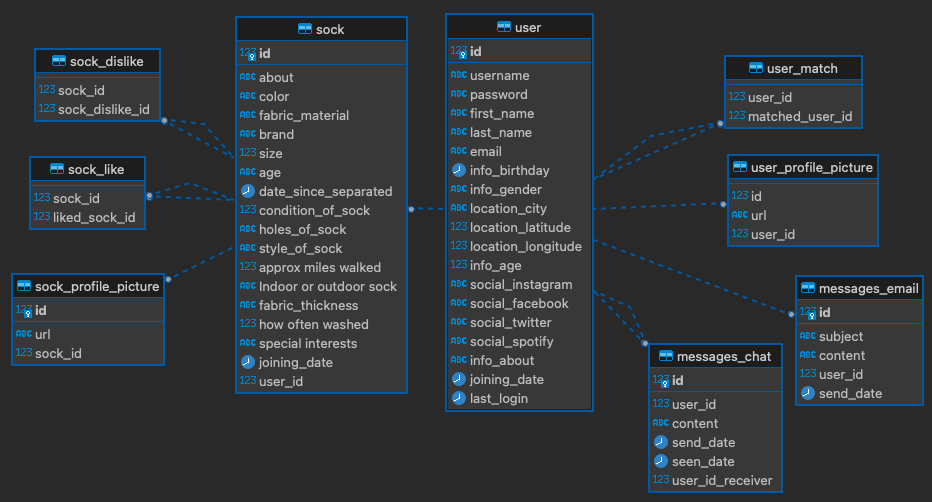 sock_dislike
123 sock_id
123 sock_dislike_id
sock_like
123 sock_id
123 liked_sock_id
sock_profile_picture
123 id
ABC url
123 sock_id
sock
123 id
ABC about
ABC color
ABC fabric_material
ABC brand
123 size
ABC age
date_since_separated
123 condition_of_sock
ABC holes_of_sock
ABC style_of_sock
123 approx miles walked
ABC Indoor or outdoor sock
ABC fabric_thickness
123 how often washed
ABC special interests
joining_date
123 user_id
user
123 id
ABC username
ABC password
ABC first_name
ABC last_name
ABC email
info_birthday
ABC info_gender
ABC location_city
123 location_latitude
123 location_longitude
123 info_age
ABC social_instagram
ABC social_facebook
ABC social_twitter
ABC social_spotify
ABC info_about
joining_date
last_login
user_match
123 user_id
123 matched_user_id
user_profile_picture
123 id
ABC url
123 user_id
messages_email
123 id
ABC subject
ABC content
123 user_id
send_date
messages_chat
123 id
123 user_id
ABC content
send_date
seen_date
123 user_id_receiver